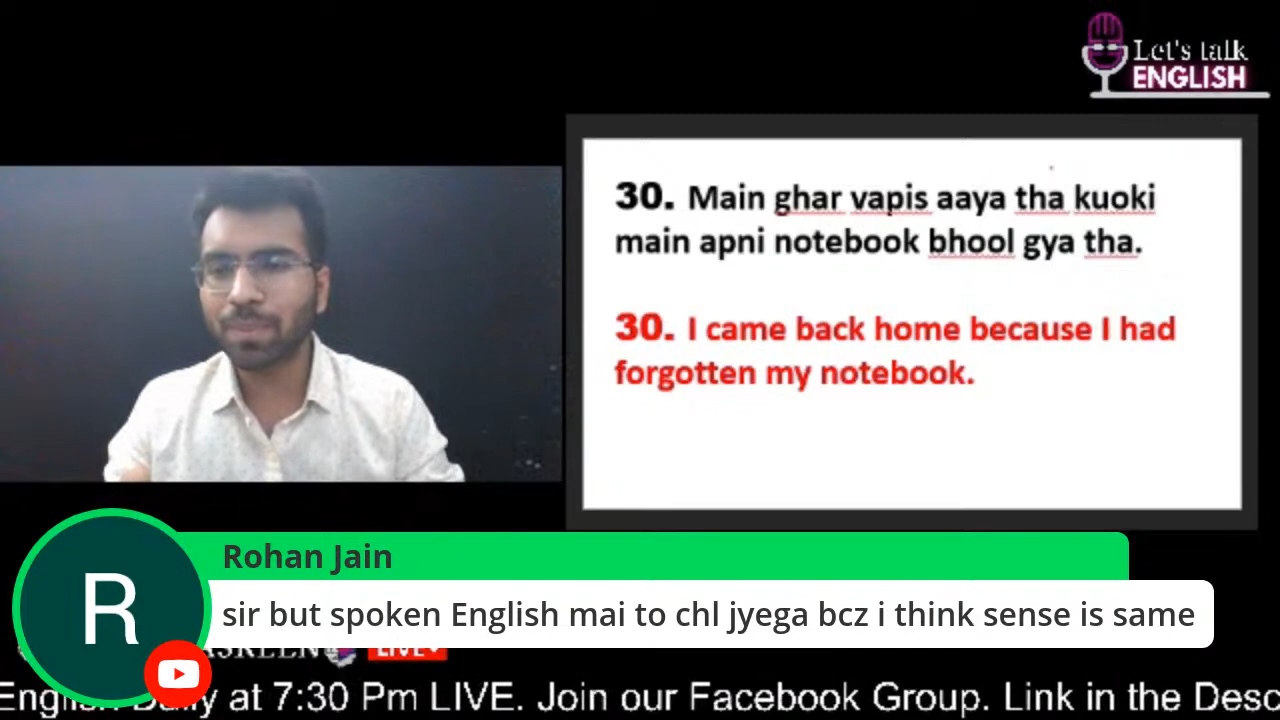 Let's talk
ENGLISH
30. Main ghar vapis aaya tha kuoki
main apni notebook bhool gya tha.
30. I came back home because I had
forgotten my notebook.
R
Rohan Jain
sir but spoken English mai to chl jyega bcz i think sense is same
LIVE
at 7:30 Pm LIVE. Join our Facebook Group. Link in the Desc